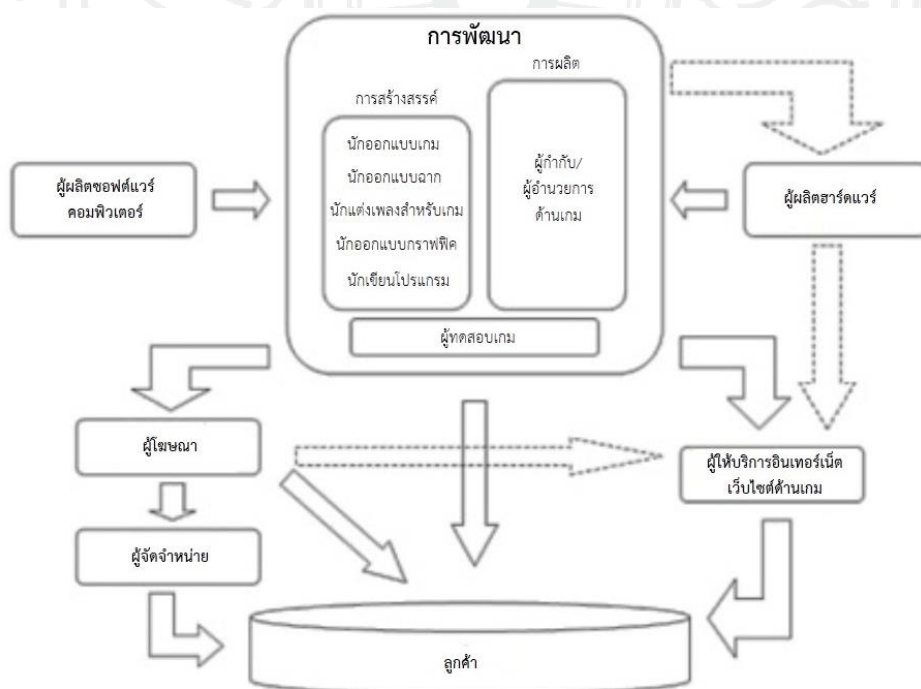 การพัฒนา
การผลิต
การสร้างสรรค์
นักออกแบบเกม
นักออกแบบฉาก
นักแต่งเพลงสำหรับเกม
นักออกแบบกราฟฟิค
นักเขียนโปรแกรม
ผู้กำกับ/
ผู้อำนวยการ
ด้านเกม
ผู้ทดสอบเกม
ผู้ผลิตซอฟต์แวร์
คอมพิวเตอร์
ผู้ผลิตฮาร์ดแวร์
ผู้โฆษณา
ผู้ให้บริการอินเทอร์เน็ต
เว็บไซต์ด้านเกม
ผู้จัดจำหน่าย
ลูกค้า